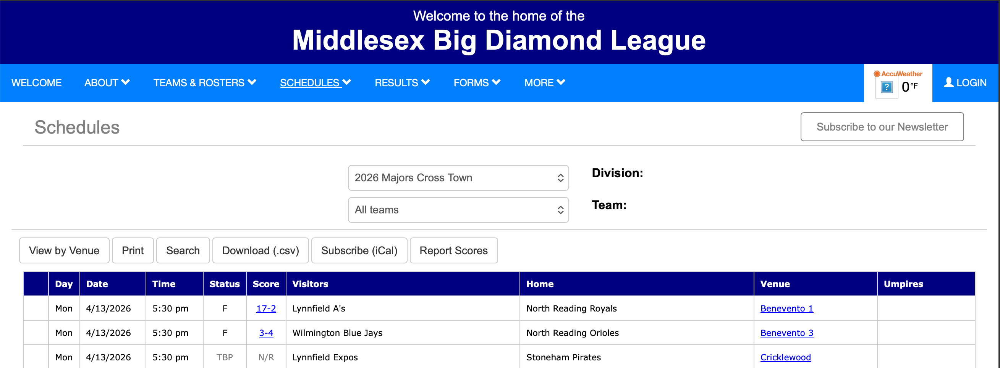 Welcome to the home of the
Middlesex Big Diamond League
WELCOME ABOUT TEAMS & ROSTERS SCHEDULES RESULTS FORMS MORE AccuWeather ? 0°F LOGIN
Schedules Subscribe to our Newsletter
2026 Majors Cross Town Division:
All teams Team:
View by Venue Print Search Download (.csv) Subscribe (iCal) Report Scores
Day Date Time Status Score Visitors Home Venue Umpires
Mon 4/13/2026 5:30 pm F 17-2 Lynnfield A's North Reading Royals Benevento 1
Mon 4/13/2026 5:30 pm F 3-4 Wilmington Blue Jays North Reading Orioles Benevento 3
Mon 4/13/2026 5:30 pm TBP N/R Lynnfield Expos Stoneham Pirates Cricklewood